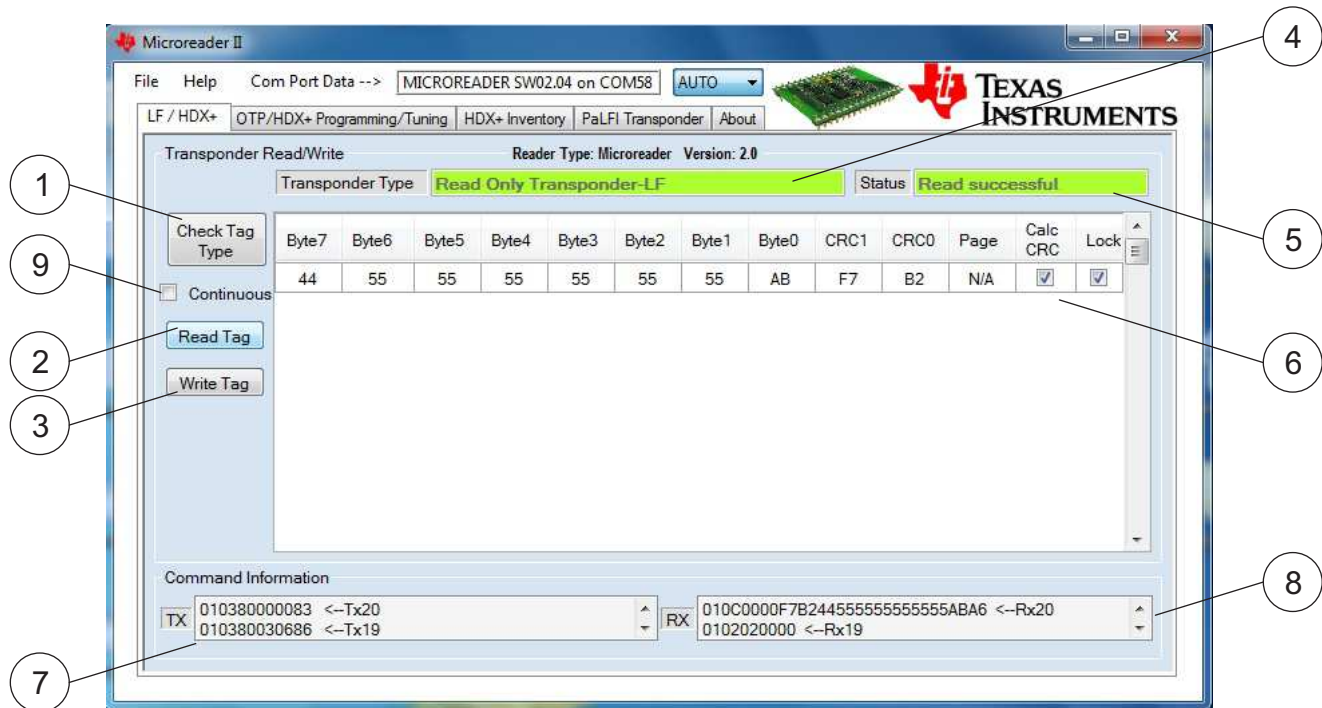 4
Microreader II
File Help Com Port Data --> MICROREADER SW02.04 on COM58 AUTO
TEXAS
INSTRUMENTS
LF / HDX+ OTP/HDX+ Programming/Tuning HDX+ Inventory PaLFI Transponder About
Transponder Read/Write Reader Type: Microreader Version: 2.0
1
Transponder Type Read Only Transponder-LF Status Read successful
5
Check Tag
Type
Byte7 Byte6 Byte5 Byte4 Byte3 Byte2 Byte1 Byte0 CRC1 CRC0 Page Calc
CRC Lock
9
44 55 55 55 55 55 55 AB F7 B2 N/A
Continuous
2
Read Tag
6
Write Tag
3
Command Information
8
TX 010380000083 <--Tx20
010380030686 <--Tx19
RX 010C0000F7B244555555555555ABA6 <--Rx20
0102020000 <--Rx19
7